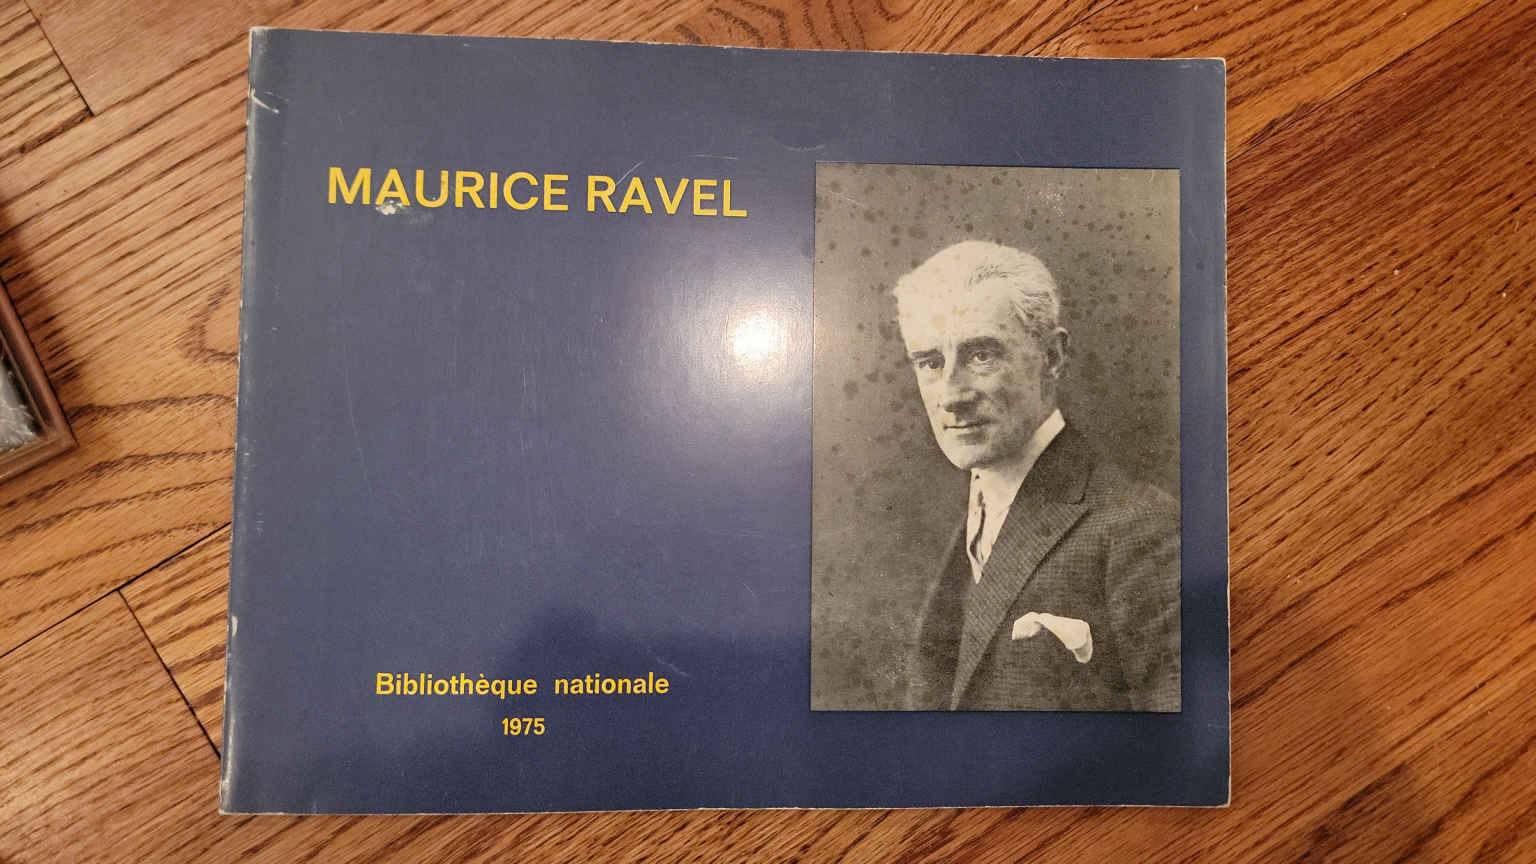 MAURICE RAVEL
Bibliothèque nationale
1975